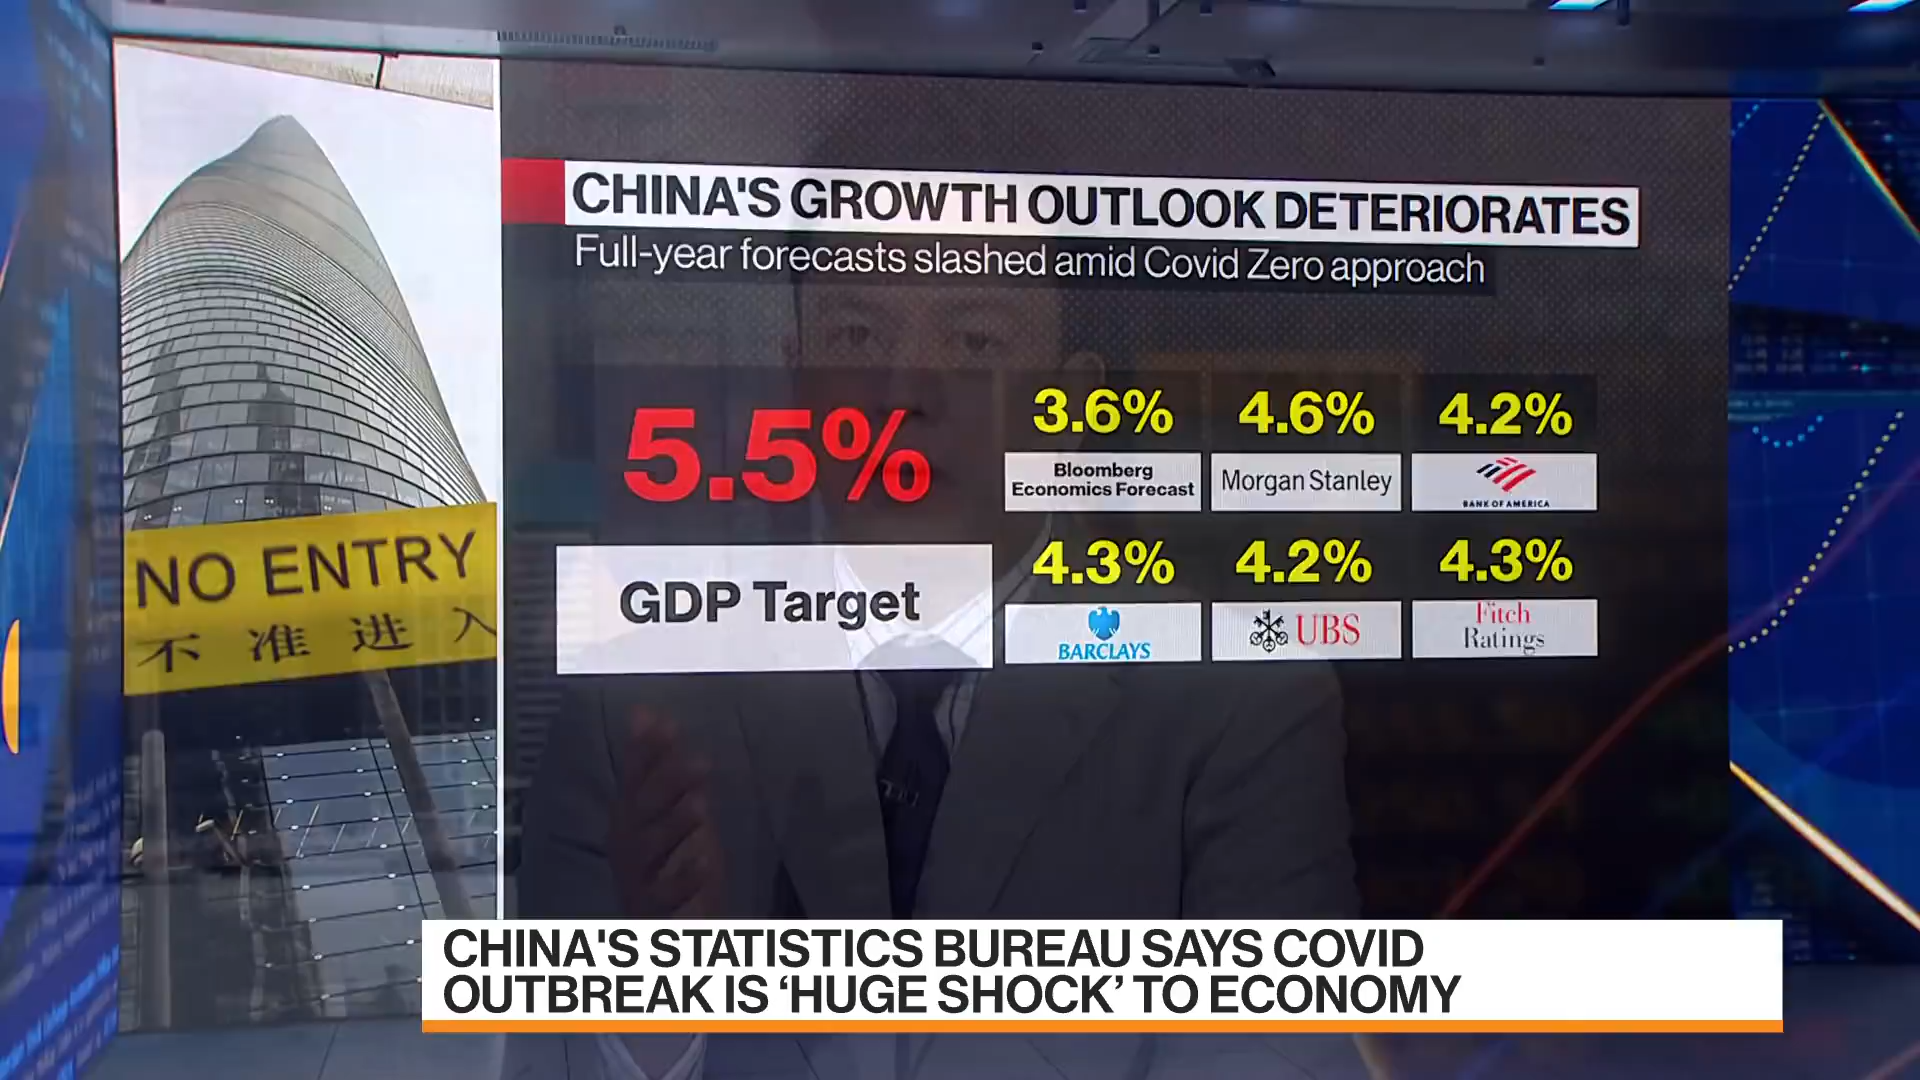 CHINA'S GROWTH OUTLOOK DETERIORATES
Full-year forecasts slashed amid Covid Zero approach
NO ENTRY
不准进入
5.5%
GDP Target
3.6%
Bloomberg
Economics Forecast
4.6%
Morgan Stanley
4.2%
BANK OF AMERICA
4.3%
BARCLAYS
4.2%
UBS
4.3%
Fitch
Ratings
CHINA'S STATISTICS BUREAU SAYS COVID
OUTBREAK IS ‘HUGE SHOCK’ TO ECONOMY